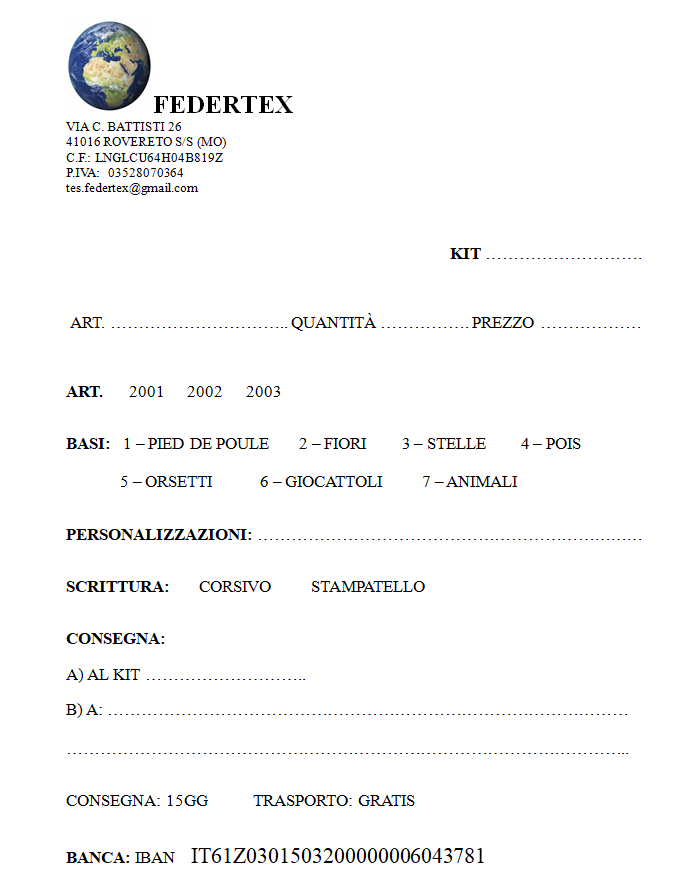 FEDERTEX
VIA C. BATTISTI 26
41016 ROVERETO S/S (MO)
C.F.: LNGLCU64H04B819Z
P.IVA: 03528070364
tes.federtex@gmail.com
KIT ……………………….
ART. ………………………….. QUANTITÀ ……………. PREZZO ………………
ART. 2001 2002 2003
BASI: 1 – PIED DE POULE 2 – FIORI 3 – STELLE 4 – POIS
5 – ORSETTI 6 – GIOCATTOLI 7 – ANIMALI
PERSONALIZZAZIONI: ……………………………………………………………
SCRITTURA: CORSIVO STAMPATELLO
CONSEGNA:
A) AL KIT ………………………..
B) A: …………………………………………………………………………………
………………………………………………………………………………………..
CONSEGNA: 15GG TRASPORTO: GRATIS
BANCA: IBAN IT61Z0301503200000006043781